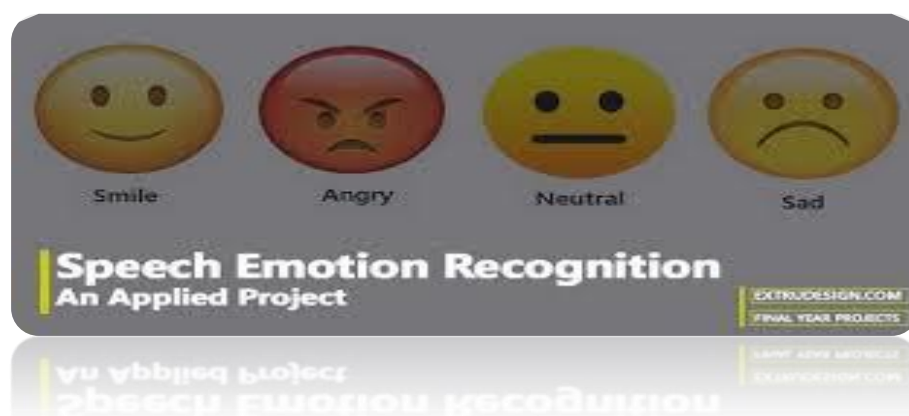 Smile
Angry
Neutral
Sad
Speech Emotion Recognition
An Applied Project
EXTRUDESIGN.COM
FINAL YEAR PROJECTS